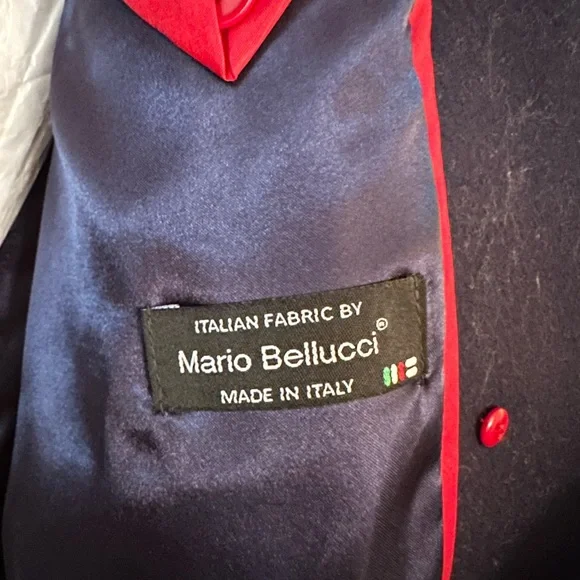 ITALIAN FABRIC BY
Mario Bellucci®
MADE IN ITALY